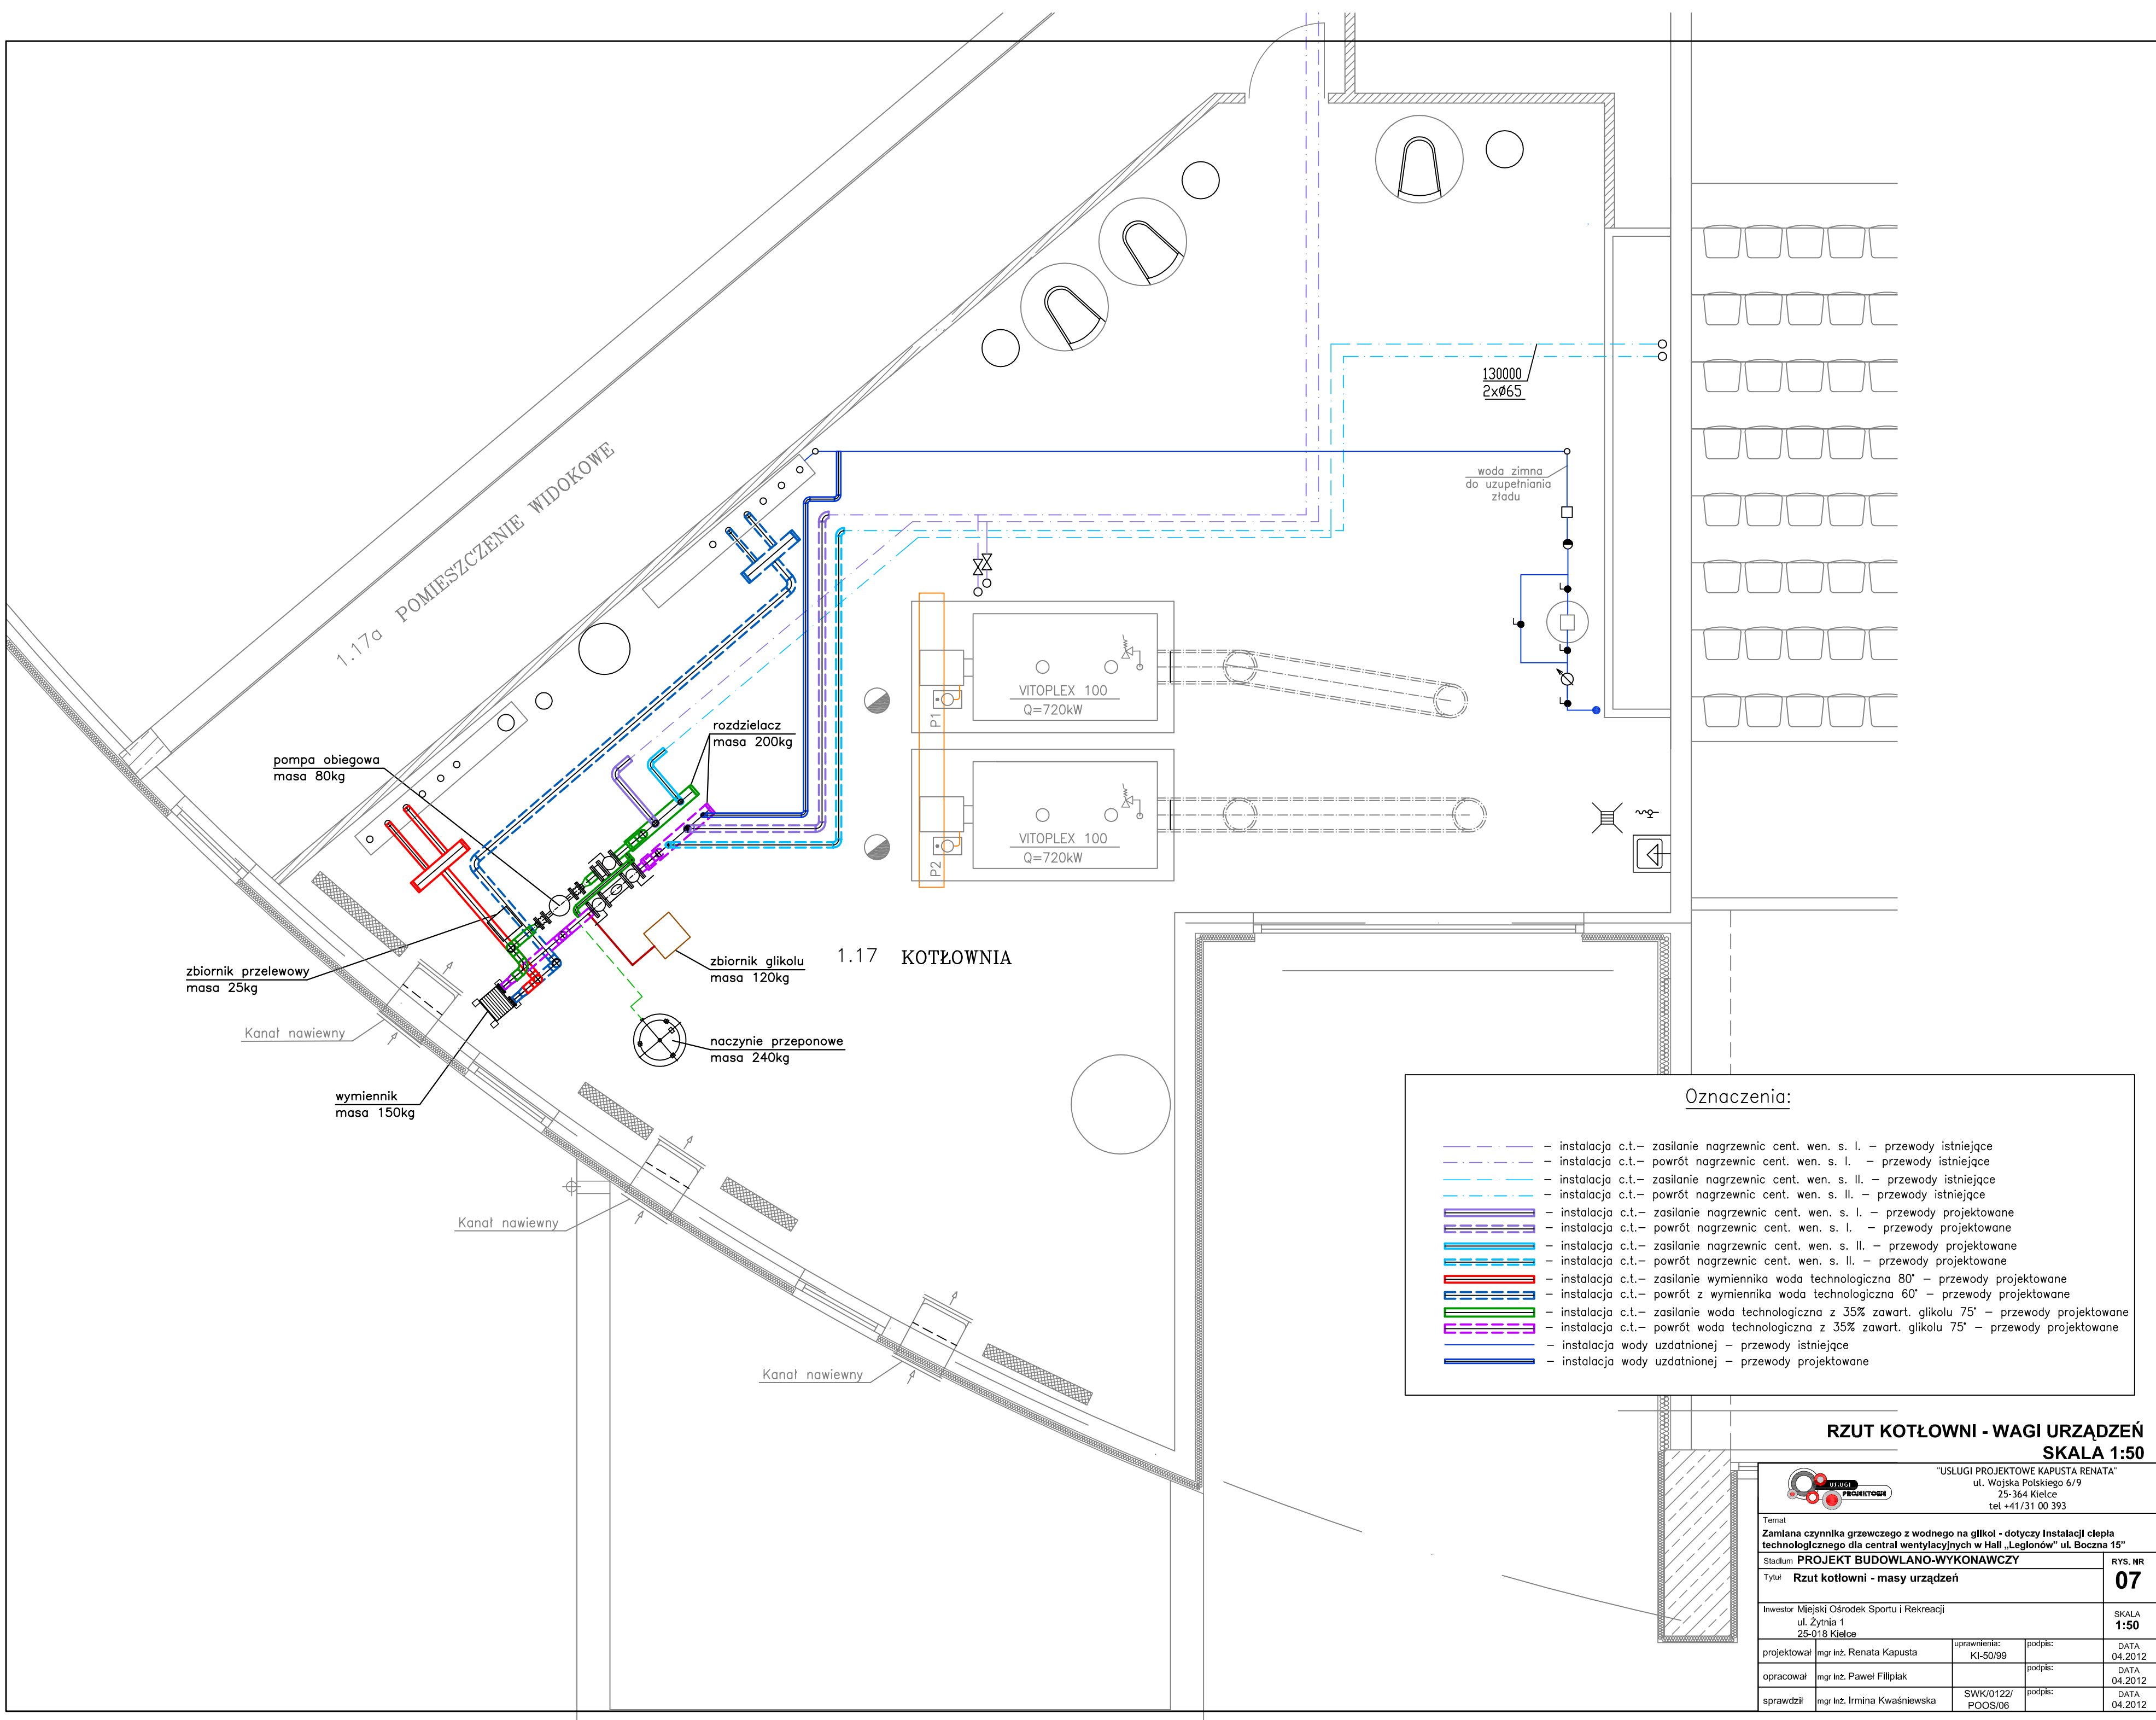 130000
2xø65
woda zimna
do uzupełniania
zładu
1.17a POMIESZCZENIE WIDOKOWE
VITOPLEX 100
Q=720kW
P1
rozdzielacz
masa 200kg
pompa obiegowa
masa 80kg
VITOPLEX 100
Q=720kW
P2
1.17 KOTŁOWNIA
zbiornik glikolu
masa 120kg
zbiornik przelewowy
masa 25kg
Kanał nawiewny
naczynie przeponowe
masa 240kg
wymiennik
masa 150kg
Kanał nawiewny
Kanał nawiewny
Oznaczenia:
– instalacja c.t.– zasilanie nagrzewnic cent. wen. s. I. – przewody istniejące
– instalacja c.t.– powrót nagrzewnic cent. wen. s. I. – przewody istniejące
– instalacja c.t.– zasilanie nagrzewnic cent. wen. s. II. – przewody istniejące
– instalacja c.t.– powrót nagrzewnic cent. wen. s. II. – przewody istniejące
– instalacja c.t.– zasilanie nagrzewnic cent. wen. s. I. – przewody projektowane
– instalacja c.t.– powrót nagrzewnic cent. wen. s. I. – przewody projektowane
– instalacja c.t.– zasilanie nagrzewnic cent. wen. s. II. – przewody projektowane
– instalacja c.t.– powrót nagrzewnic cent. wen. s. II. – przewody projektowane
– instalacja c.t.– zasilanie wymiennika woda technologiczna 80° – przewody projektowane
– instalacja c.t.– powrót z wymiennika woda technologiczna 60° – przewody projektowane
– instalacja c.t.– zasilanie woda technologiczna z 35% zawart. glikolu 75° – przewody projektowane
– instalacja c.t.– powrót woda technologiczna z 35% zawart. glikolu 75° – przewody projektowane
– instalacja wody uzdatnionej – przewody istniejące
– instalacja wody uzdatnionej – przewody projektowane
RZUT KOTŁOWNI - WAGI URZĄDZEŃ
SKALA 1:50
USŁUGI
PROJEKTOWE
"USLUGI PROJEKTOWE KAPUSTA RENATA"
ul. Wojska Polskiego 6/9
25-364 Kielce
tel +41/31 00 393
Temat
Zamiana czynnika grzewczego z wodnego na glikol - dotyczy instalacji ciepła
technologicznego dla central wentylacyjnych w Hali „Legionów" ul. Boczna 15"
Stadium PROJEKT BUDOWLANO-WYKONAWCZY
RYS. NR
07
Tytuł Rzut kotłowni - masy urządzeń
Inwestor Miejski Ośrodek Sportu i Rekreacji
ul. Żytnia 1
25-018 Kielce
SKALA
1:50
projektował mgr inż. Renata Kapusta uprawnienia: KI-50/99 podpis: DATA 04.2012
opracował mgr inż. Paweł Filipiak podpis: DATA 04.2012
sprawdził mgr inż. Irmina Kwaśniewska SWK/0122/ POOS/06 podpis: DATA 04.2012